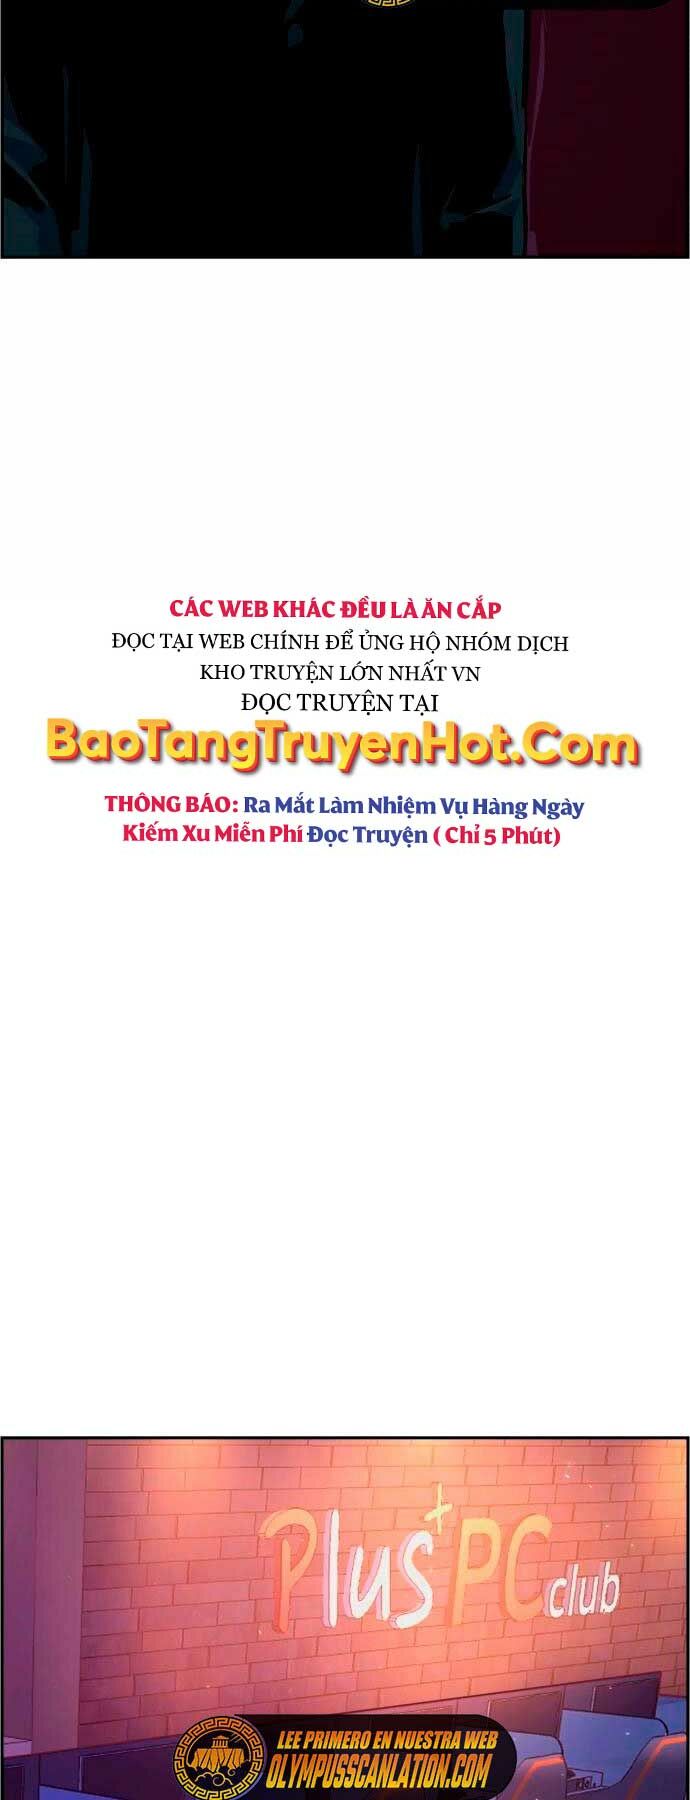 CÁC WEB KHÁC ĐỀU LÀ ĂN CẮP
ĐỌC TẠI WEB CHÍNH ĐỂ ỦNG HỘ NHÓM DỊCH
KHO TRUYỆN LỚN NHẤT VN
ĐỌC TRUYỆN TẠI
BaoTangTruyenHot.Com
THÔNG BÁO: Ra Mắt Làm Nhiệm Vụ Hàng Ngày
Kiếm Xu Miễn Phí Đọc Truyện ( Chỉ 5 Phút)
Plus+ PC club
LEE PRIMERO EN NUESTRA WEB
OLYMPUSSCANLATION.COM